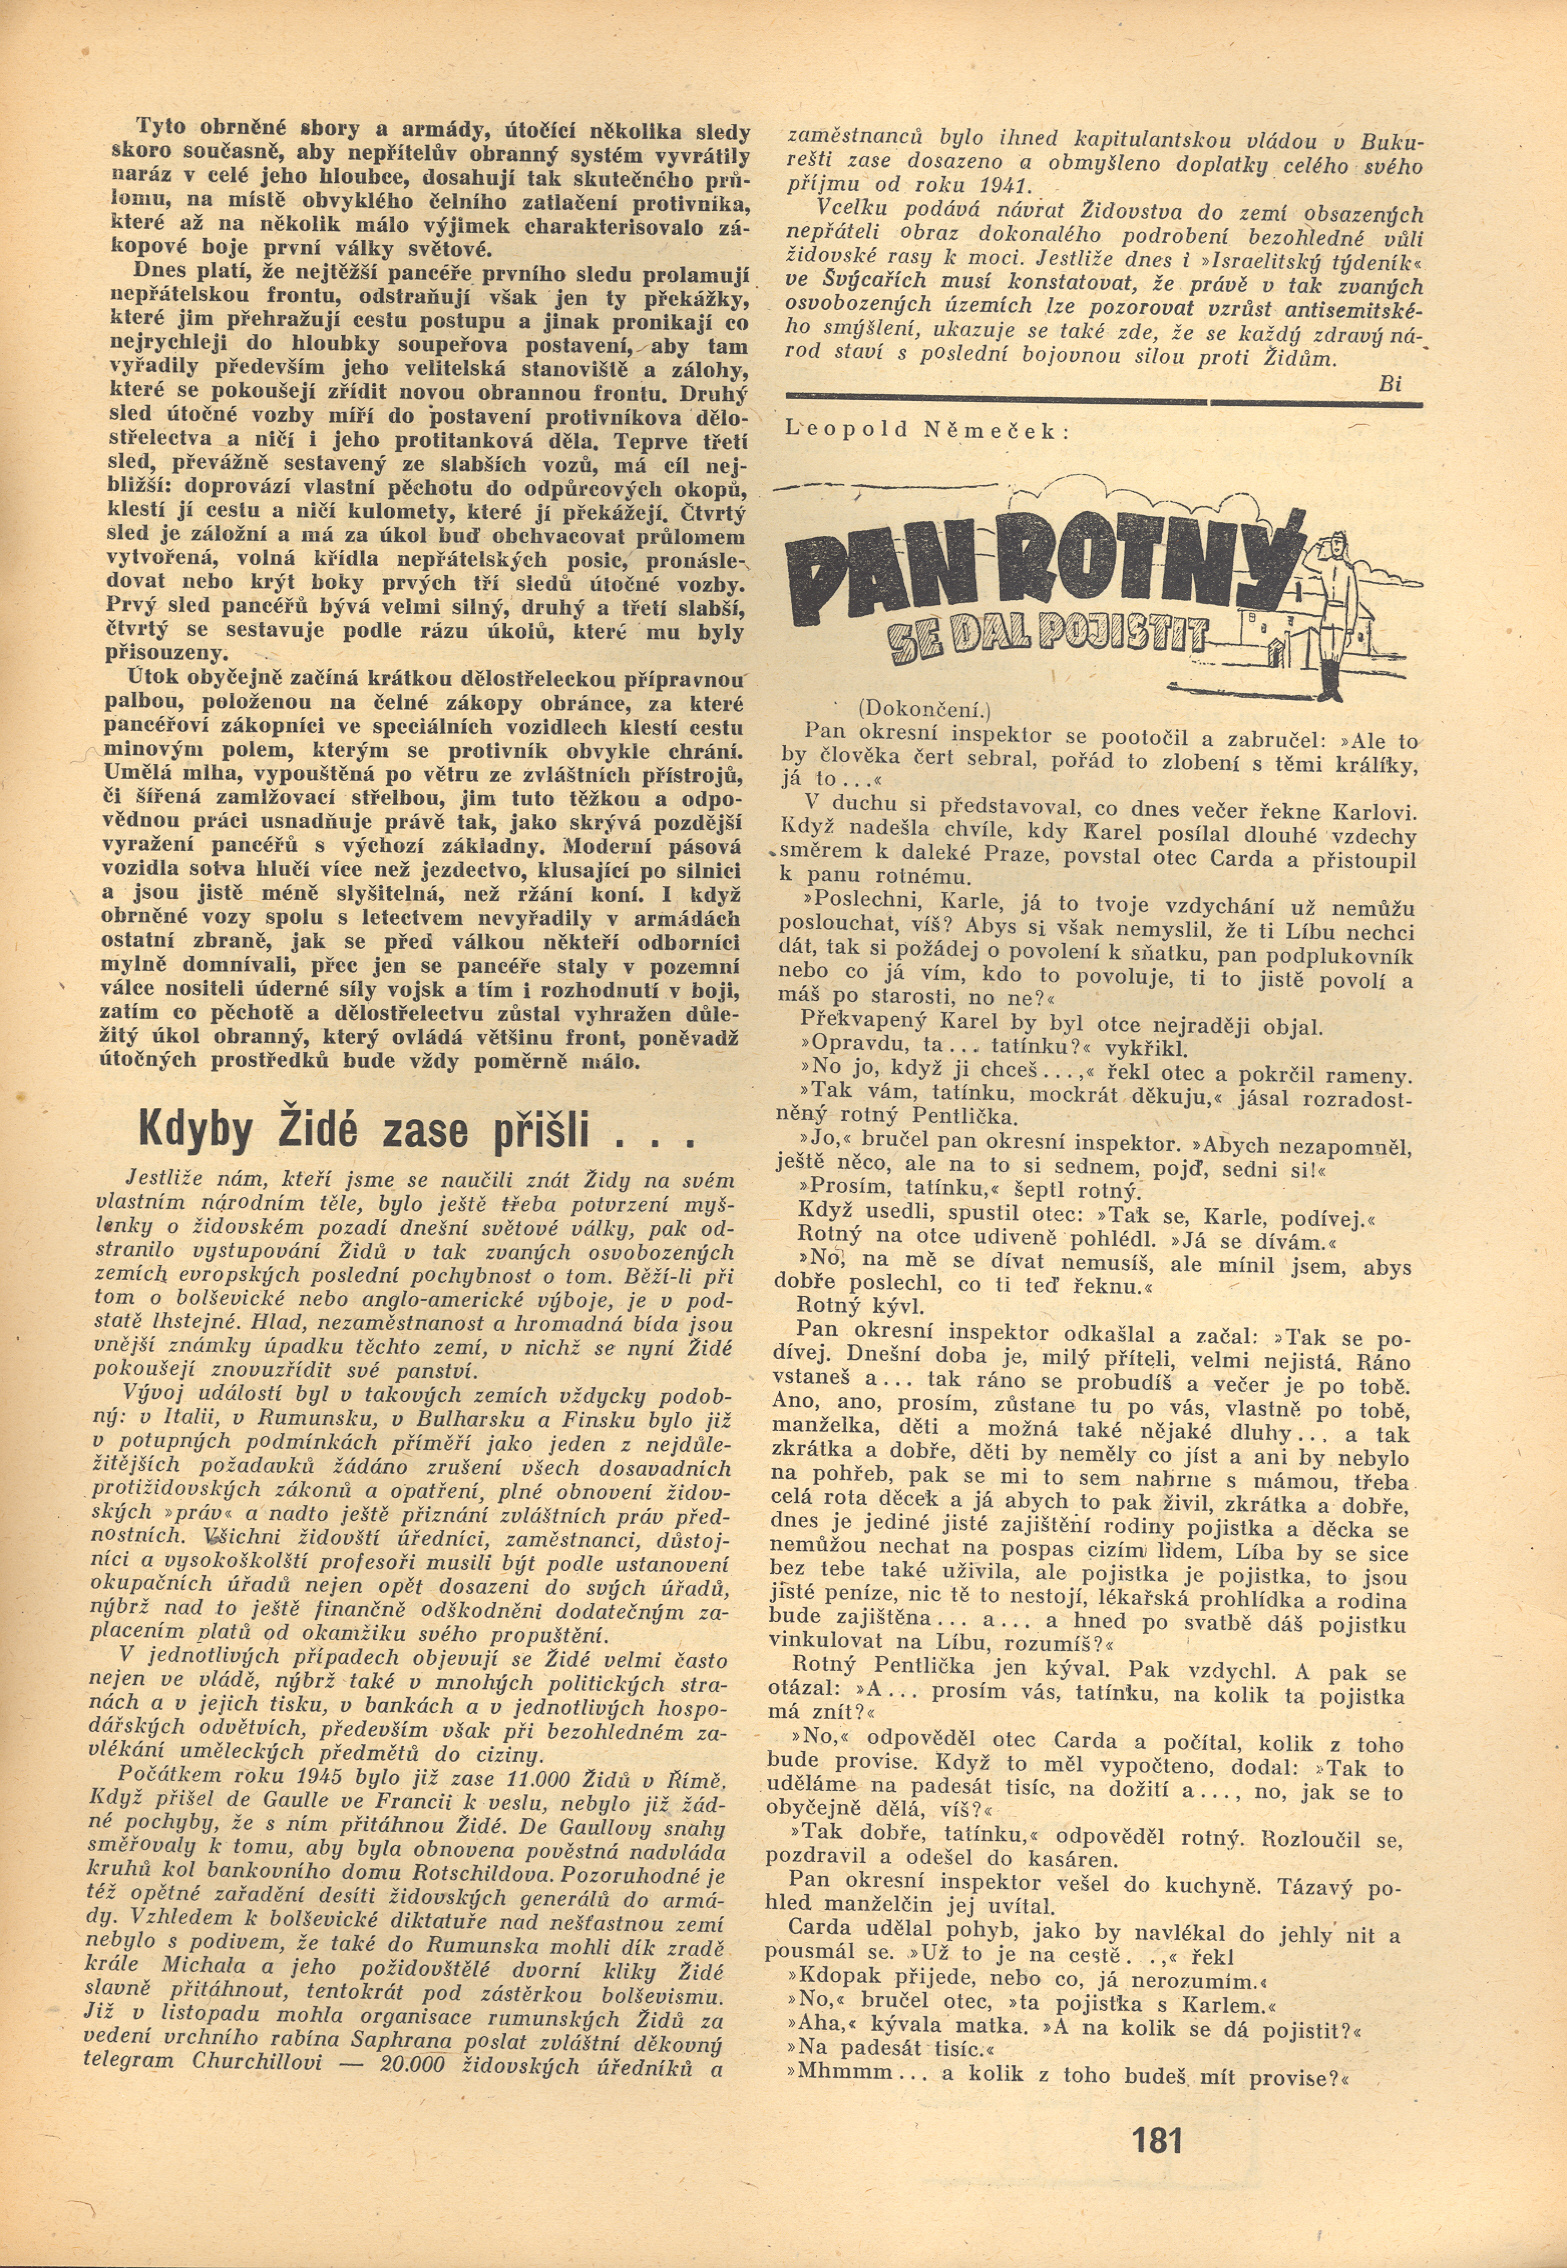 Tyto obrněné sbory a armády, útočící několika sledy
skoro současně, aby nepřítelův obranný systém vyvrátily
naráz v celé jeho hloubce, dosahují tak skutečného prů-
lomu, na místě obvyklého čelního zatlačení protivníka,
které až na několik málo výjimek charakterisovalo zá-
kopové boje první války světové.
Dnes platí, že nejtěžší pancéře prvního sledu prolamují
nepřátelskou frontu, odstraňují však jen ty překážky,
které jim přehražují cestu postupu a jinak pronikají co
nejrychleji do hloubky soupeřova postavení, aby tam
vyřadily především jeho velitelská stanoviště a zálohy,
které se pokoušejí zřídit novou obrannou frontu. Druhý
sled útočné vozby míří do postavení protivníkova dělo-
střelectva a ničí i jeho protitanková děla. Teprve třetí
sled, převážně sestavený ze slabších vozů, má cíl nej-
bližší: doprovází vlastní pěchotu do odpůrcových okopů,
klestí jí cestu a ničí kulomety, které jí překážejí. Čtvrtý
sled je záložní a má za úkol buď obchvacovat průlomem
vytvořená, volná křídla nepřátelských posic, pronásle-
dovat nebo krýt boky prvých tří sledů útočné vozby.
Prvý sled pancéřů bývá velmi silný, druhý a třetí slabší,
čtvrtý se sestavuje podle rázu úkolů, které mu byly
přisouzeny.
Útok obyčejně začíná krátkou dělostřeleckou přípravnou
palbou, položenou na čelné zákopy obránce, za které
pancéřoví zákopníci ve speciálních vozidlech klestí cestu
minovým polem, kterým se protivník obvykle chrání.
Umělá mlha, vypouštěná po větru ze zvláštních přístrojů,
či šířená zamlžovací střelbou, jim tuto těžkou a odpo-
vědnou práci usnadňuje právě tak, jako skrývá pozdější
vyražení pancéřů s výchozí základny. Moderní pásová
vozidla sotva hlučí více než jezdectvo, klusající po silnici
a jsou jistě méně slyšitelná, než ržání koní. I když
obrněné vozy spolu s letectvem nevyřadily v armádách
ostatní zbraně, jak se před válkou někteří odborníci
mylně domnívali, přec jen se pancéře staly v pozemní
válce nositeli úderné síly vojsk a tím i rozhodnutí v boji,
zatím co pěchotě a dělostřelectvu zůstal vyhražen důle-
žitý úkol obranný, který ovládá většinu front, poněvadž
útočných prostředků bude vždy poměrně málo.
Kdyby Židé zase přišli . . .
Jestliže nám, kteří jsme se naučili znát Židy na svém
vlastním národním těle, bylo ještě třeba potvrzení myš-
lenky o židovském pozadí dnešní světové války, pak od-
stranilo vystupování Židů v tak zvaných osvobozených
zemích evropských poslední pochybnost o tom. Běží-li při
tom o bolševické nebo anglo-americké výboje, je v pod-
statě lhstejné. Hlad, nezaměstnanost a hromadná bída jsou
vnější známky úpadku těchto zemí, v nichž se nyní Židé
pokoušejí znovuzřídit své panství.
Vývoj událostí byl v takových zemích vždycky podob-
ný: v Italii, v Rumunsku, v Bulharsku a Finsku bylo již
v potupných podmínkách příměří jako jeden z nejdůle-
žitějších požadavků žádáno zrušení všech dosavadních
protižidovských zákonů a opatření, plné obnovení židov-
ských »práv« a nadto ještě přiznání zvláštních práv před-
nostních. Všichni židovští úředníci, zaměstnanci, důstoj-
níci a vysokoškolští profesoři musili být podle ustanovení
okupačních úřadů nejen opět dosazeni do svých úřadů,
nýbrž nad to ještě finančně odškodněni dodatečným za-
placením platů od okamžiku svého propuštění.
V jednotlivých případech objevují se Židé velmi často
nejen ve vládě, nýbrž také v mnohých politických stra-
nách a v jejich tisku, v bankách a v jednotlivých hospo-
dářských odvětvích, především však při bezohledném za-
vlékání uměleckých předmětů do ciziny.
Počátkem roku 1945 bylo již zase 11.000 Židů v Římě.
Když přišel de Gaulle ve Francii k veslu, nebylo již žád-
né pochyby, že s ním přitáhnou Židé. De Gaullovy snahy
směřovaly k tomu, aby byla obnovena pověstná nadvláda
kruhů kol bankovního domu Rotschildova. Pozoruhodné je
též opětné zařadění desíti židovských generálů do armá-
dy. Vzhledem k bolševické diktatuře nad nešťastnou zemí
nebylo s podivem, že také do Rumunska mohli dík zradě
krále Michala a jeho požidovštělé dvorní kliky Židé
slavně přitáhnout, tentokrát pod zástěrkou bolševismu.
Již v listopadu mohla organisace rumunských Židů za
vedení vrchního rabína Saphrana poslat zvláštní děkovný
telegram Churchillovi — 20.000 židovských úředníků a
zaměstnanců bylo ihned kapitulantskou vládou v Buku-
rešti zase dosazeno a obmyšleno doplatky celého svého
příjmu od roku 1941.
Vcelku podává návrat Židovstva do zemí obsazených
nepřáteli obraz dokonalého podrobení bezohledné vůli
židovské rasy k moci. Jestliže dnes i »Israelitský týdeník«
ve Švýcařích musí konstatovat, že právě v tak zvaných
osvobozených územích lze pozorovat vzrůst antisemitské-
ho smýšlení, ukazuje se také zde, že se každý zdravý ná-
rod staví s poslední bojovnou silou proti Židům.
Bi
Leopold Němeček:
PAN ROTNÝ
SE DAL POJISTIT
(Dokončení.)
Pan okresní inspektor se pootočil a zabručel: »Ale to
by člověka čert sebral, pořád to zlobení s těmi králíky,
já to...«
V duchu si představoval, co dnes večer řekne Karlovi.
Když nadešla chvíle, kdy Karel posílal dlouhé vzdechy
směrem k daleké Praze, povstal otec Carda a přistoupil
k panu rotnému.
»Poslechni, Karle, já to tvoje vzdychání už nemůžu
poslouchat, víš? Abys si však nemyslil, že ti Líbu nechci
dát, tak si požádej o povolení k sňatku, pan podplukovník
nebo co já vím, kdo to povoluje, ti to jistě povolí a
máš po starosti, no ne?«
Překvapený Karel by byl otce nejraději objal.
»Opravdu, ta... tatínku?« vykřikl.
»No jo, když ji chceš...,« řekl otec a pokrčil rameny.
»Tak vám, tatínku, mockrát děkuju,« jásal rozradost-
něný rotný Pentlička.
»Jo,« bručel pan okresní inspektor. »Abych nezapomněl,
ještě něco, ale na to si sednem, pojď, sedni si!«
»Prosím, tatínku,« šeptl rotný.
Když usedli, spustil otec: »Tak se, Karle, podívej.«
Rotný na otce udiveně pohlédl. »Já se dívám.«
»No, na mě se dívat nemusíš, ale mínil jsem, abys
dobře poslechl, co ti teď řeknu.«
Rotný kývl.
Pan okresní inspektor odkašlal a začal: »Tak se po-
dívej. Dnešní doba je, milý příteli, velmi nejistá. Ráno
vstaneš a... tak ráno se probudíš a večer je po tobě.
Ano, ano, prosím, zůstane tu po vás, vlastně po tobě,
manželka, děti a možná také nějaké dluhy... a tak
zkrátka a dobře, děti by neměly co jíst a ani by nebylo
na pohřeb, pak se mi to sem nahrne s mámou, třeba
celá rota děcek a já abych to pak živil, zkrátka a dobře,
dnes je jediné jisté zajištění rodiny pojistka a děcka se
nemůžou nechat na pospas cizím lidem, Líba by se sice
bez tebe také uživila, ale pojistka je pojistka, to jsou
jisté peníze, nic tě to nestojí, lékařská prohlídka a rodina
bude zajištěna... a... a hned po svatbě dáš pojistku
vinkulovat na Líbu, rozumíš?«
Rotný Pentlička jen kýval. Pak vzdychl. A pak se
otázal: »A... prosím vás, tatínku, na kolik ta pojistka
má znít?«
»No,« odpověděl otec Carda a počítal, kolik z toho
bude provise. Když to měl vypočteno, dodal: »Tak to
uděláme na padesát tisíc, na dožití a..., no, jak se to
obyčejně dělá, víš?«
»Tak dobře, tatínku,« odpověděl rotný. Rozloučil se,
pozdravil a odešel do kasáren.
Pan okresní inspektor vešel do kuchyně. Tázavý po-
hled manželčin jej uvítal.
Carda udělal pohyb, jako by navlékal do jehly nit a
pousmál se. »Už to je na cestě. .,« řekl
»Kdopak přijede, nebo co, já nerozumím.«
»No,« bručel otec, »ta pojistka s Karlem.«
»Aha,« kývala matka. »A na kolik se dá pojistit?«
»Na padesát tisíc.«
»Mhmmm... a kolik z toho budeš mít provise?«
181